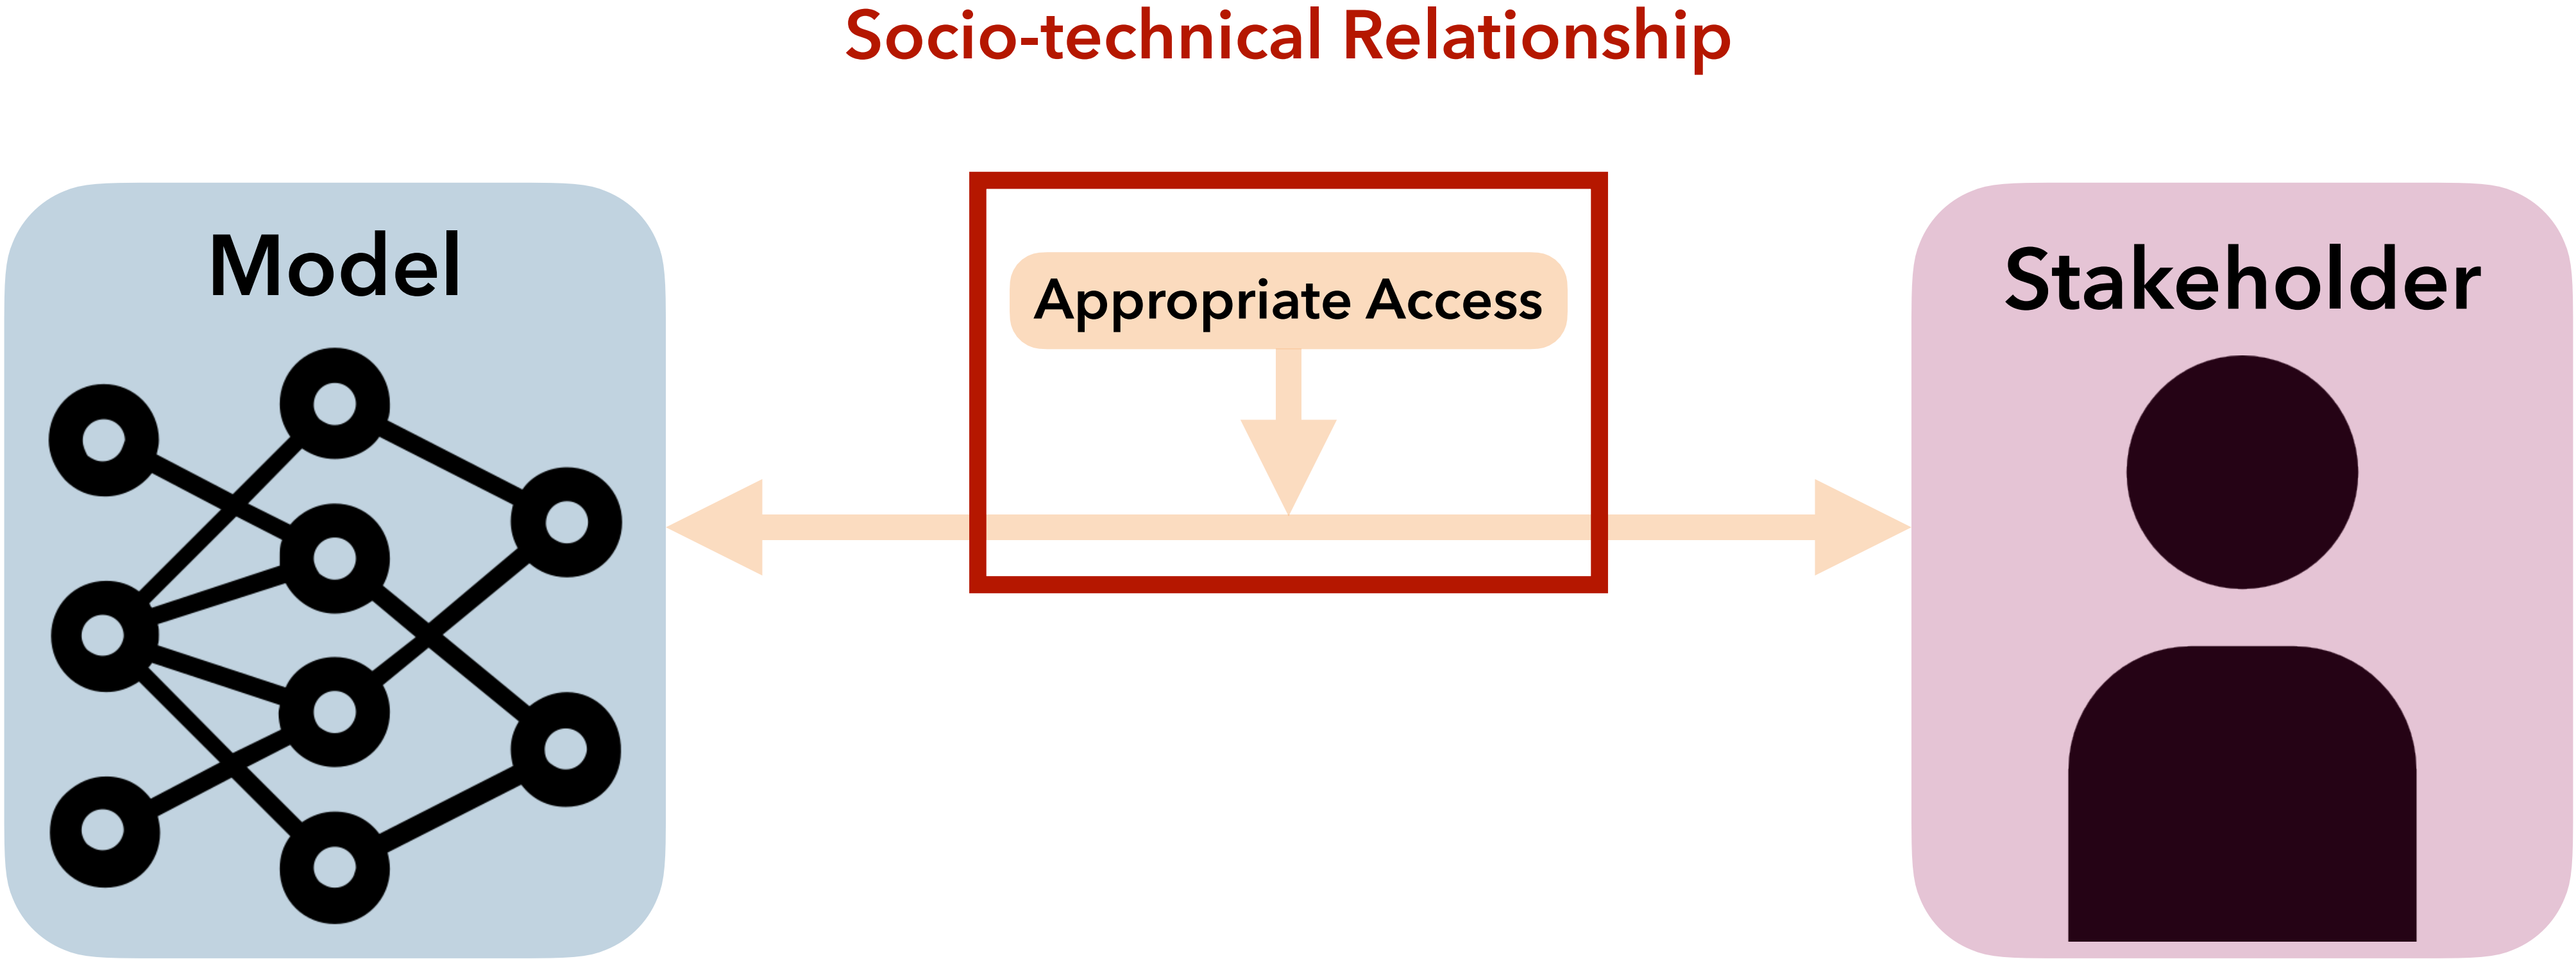 Socio-technical Relationship
Model
Appropriate Access
Stakeholder